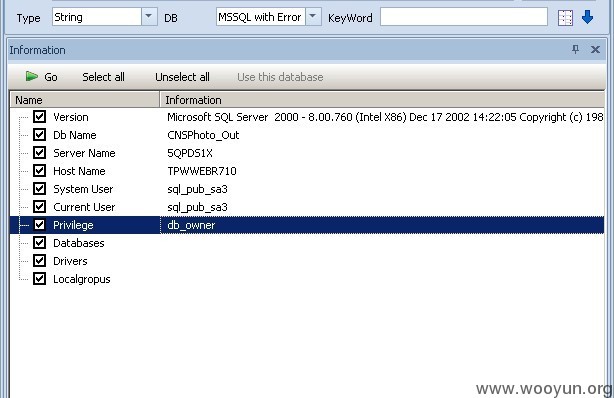 Type String DB MSSQL with Error KeyWord
Information
Go Select all Unselect all Use this database
Name Information
Version Microsoft SQL Server 2000 - 8.00.760 (Intel X86) Dec 17 2002 14:22:05 Copyright (c) 198
Db Name CNSPhoto_Out
Server Name 5QPDS1X
Host Name TPWWEBR710
System User sql_pub_sa3
Current User sql_pub_sa3
Privilege db_owner
Databases
Drivers
Localgropus
www.wooyun.org